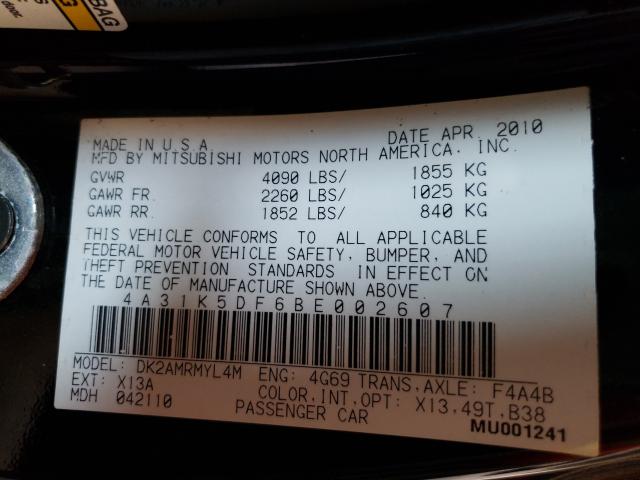 BAG
MADE IN U.S.A. DATE APR. 2010
MFD BY MITSUBISHI MOTORS NORTH AMERICA, INC.
GVWR 4090 LBS/ 1855 KG
GAWR FR. 2260 LBS/ 1025 KG
GAWR RR. 1852 LBS/ 840 KG
THIS VEHICLE CONFORMS TO ALL APPLICABLE
FEDERAL MOTOR VEHICLE SAFETY, BUMPER, AND
THEFT PREVENTION STANDARDS IN EFFECT ON
THE DATE OF MANUFACTURE SHOWN ABOVE.
4A31K5DF6BE002607
MODEL: DK2AMRMYL4M ENG: 4G69 TRANS.AXLE: F4A4B
EXT: X13A COLOR.INT.OPT: X13.49T.B38
MDH 042110 PASSENGER CAR
MU001241